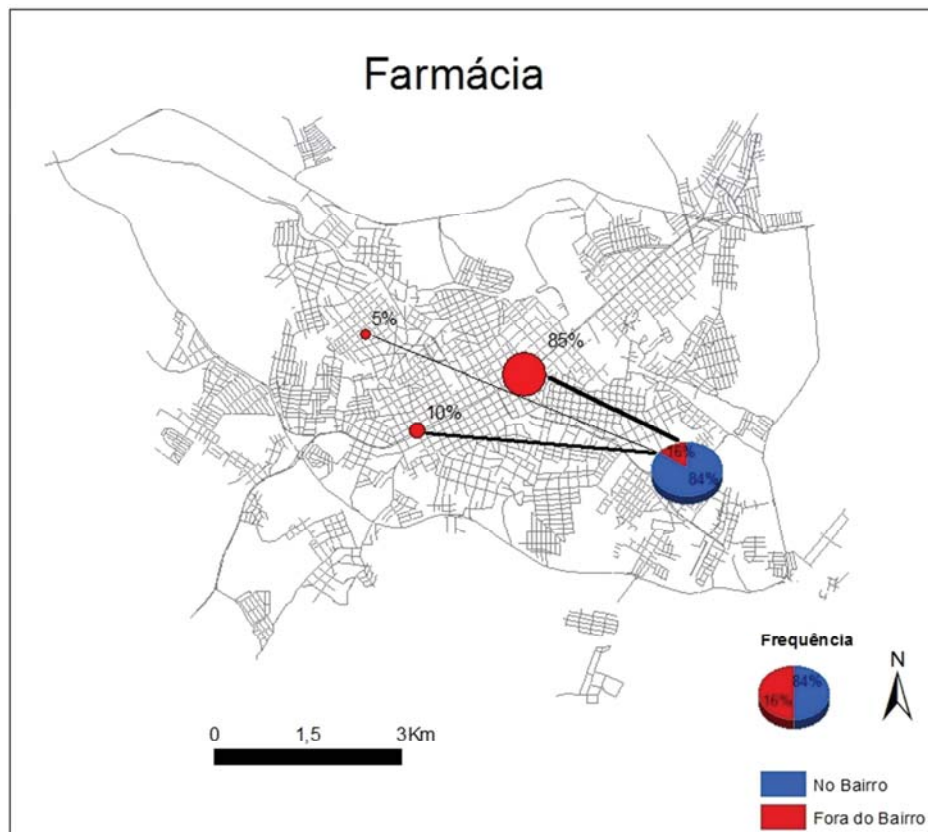 Farmácia
5%
85%
10%
16%
84%
Frequência
84%
16%
N
0 1,5 3Km
No Bairro
Fora do Bairro